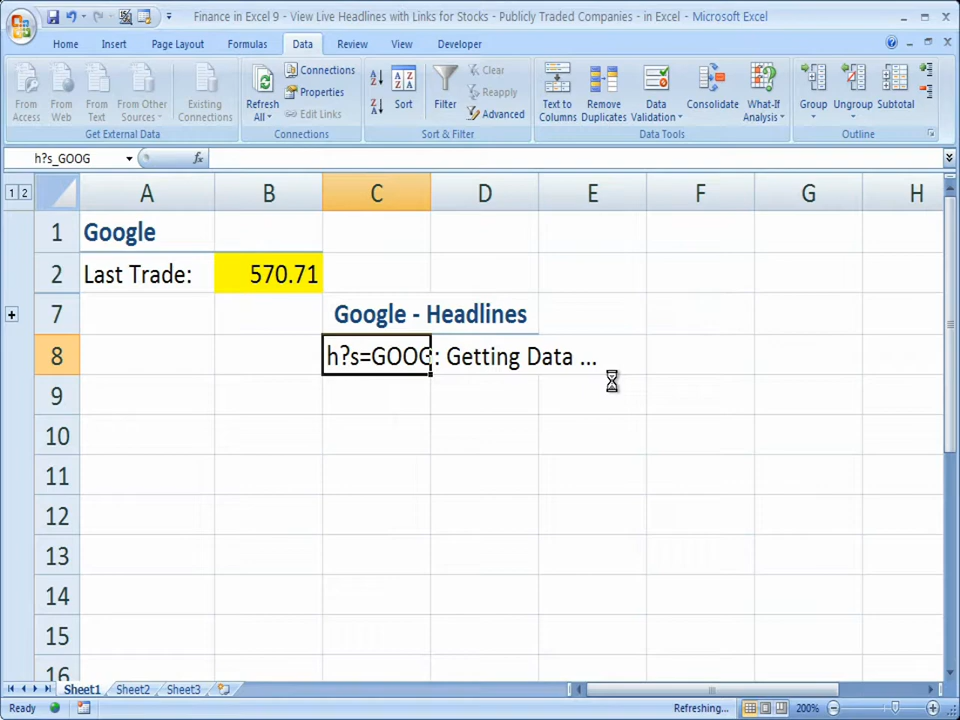 Finance in Excel 9 - View Live Headlines with Links for Stocks - Publicly Traded Companies - in Excel - Microsoft Excel
Home Insert Page Layout Formulas Data Review View Developer
From Access
From Web
From Text
From Other Sources
Existing Connections
Get External Data
Refresh All
Connections
Properties
Edit Links
Connections
A Z
Z A
Sort
Filter
Clear
Reapply
Advanced
Sort & Filter
Text to Columns
Remove Duplicates
Data Validation
Consolidate
What-If Analysis
Data Tools
Group
Ungroup
Subtotal
Outline
h?s_GOOG fx
1 2 A B C D E F G H
1 Google
2 Last Trade: 570.71
7 Google - Headlines
8 h?s=GOOG: Getting Data ...
9
10
11
12
13
14
15
16
Sheet1 Sheet2 Sheet3
Ready Refreshing... 200%